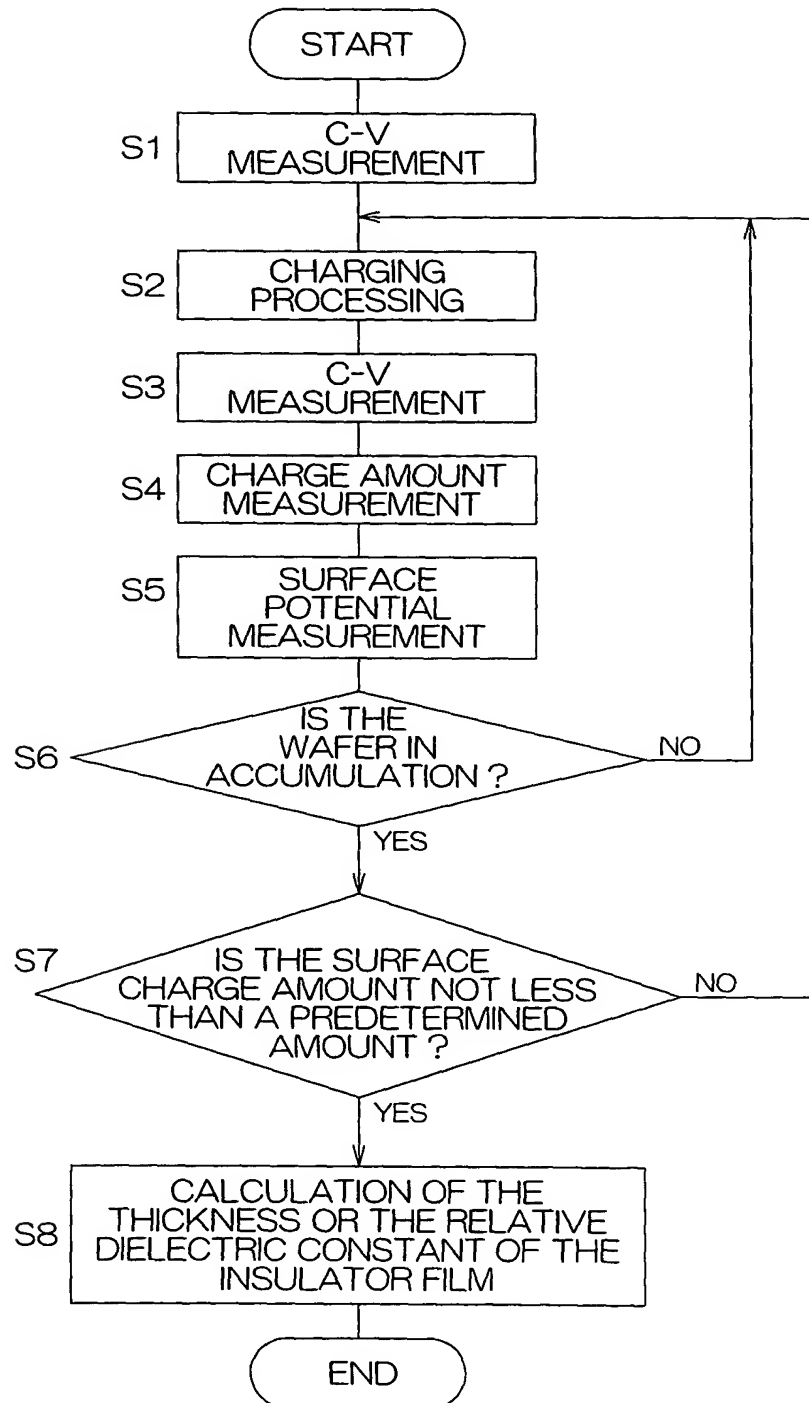 START
S1
C-V
MEASUREMENT
S2
CHARGING
PROCESSING
S3
C-V
MEASUREMENT
S4
CHARGE AMOUNT
MEASUREMENT
S5
SURFACE
POTENTIAL
MEASUREMENT
S6
IS THE
WAFER IN
ACCUMULATION ?
NO
YES
S7
IS THE SURFACE
CHARGE AMOUNT NOT LESS
THAN A PREDETERMINED
AMOUNT ?
NO
YES
S8
CALCULATION OF THE
THICKNESS OR THE RELATIVE
DIELECTRIC CONSTANT OF THE
INSULATOR FILM
END